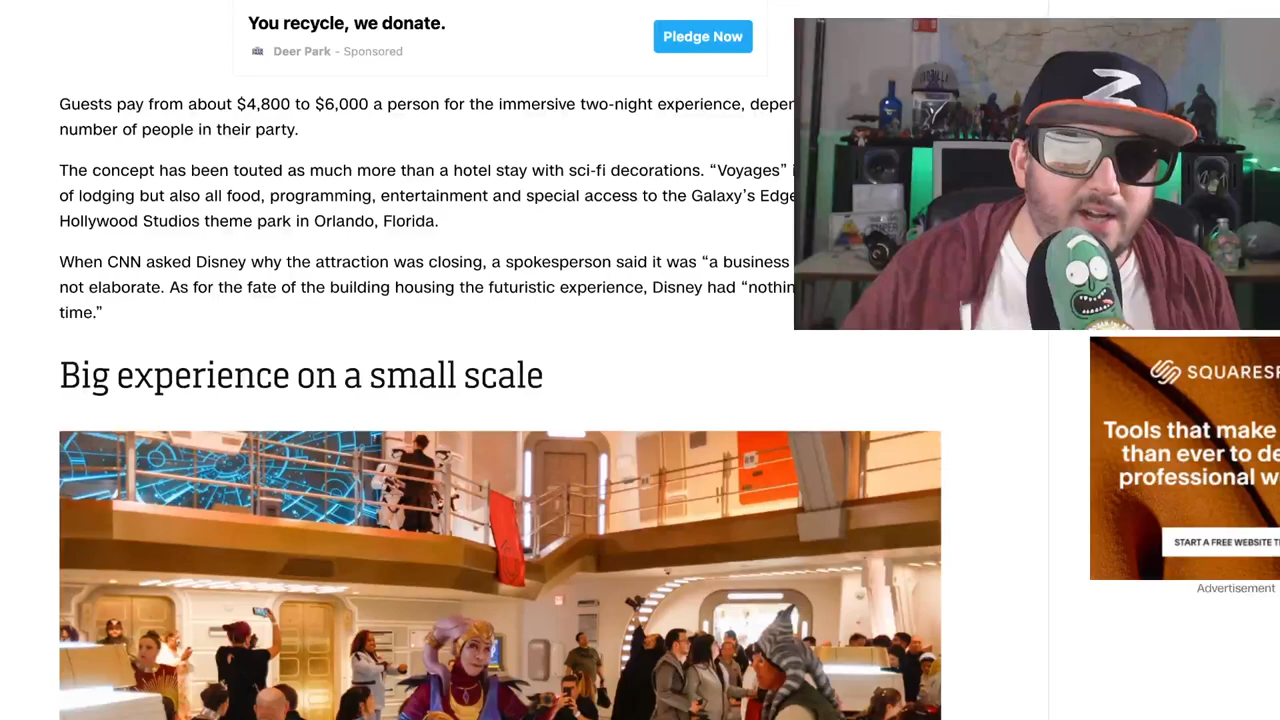 You recycle, we donate.
Deer Park - Sponsored
Pledge Now
Guests pay from about $4,800 to $6,000 a person for the immersive two-night experience,
number of people in their party.
The concept has been touted as much more than a hotel stay with sci-fi decorations. “Voyages”
of lodging but also all food, programming, entertainment and special access to the Galaxy’s Edge
Hollywood Studios theme park in Orlando, Florida.
When CNN asked Disney why the attraction was closing, a spokesperson said it was “a business
not elaborate. As for the fate of the building housing the futuristic experience, Disney had
time.”
Big experience on a small scale
Z
Tools that make
than ever to
professional
START A FREE WEBSITE
Advertisement